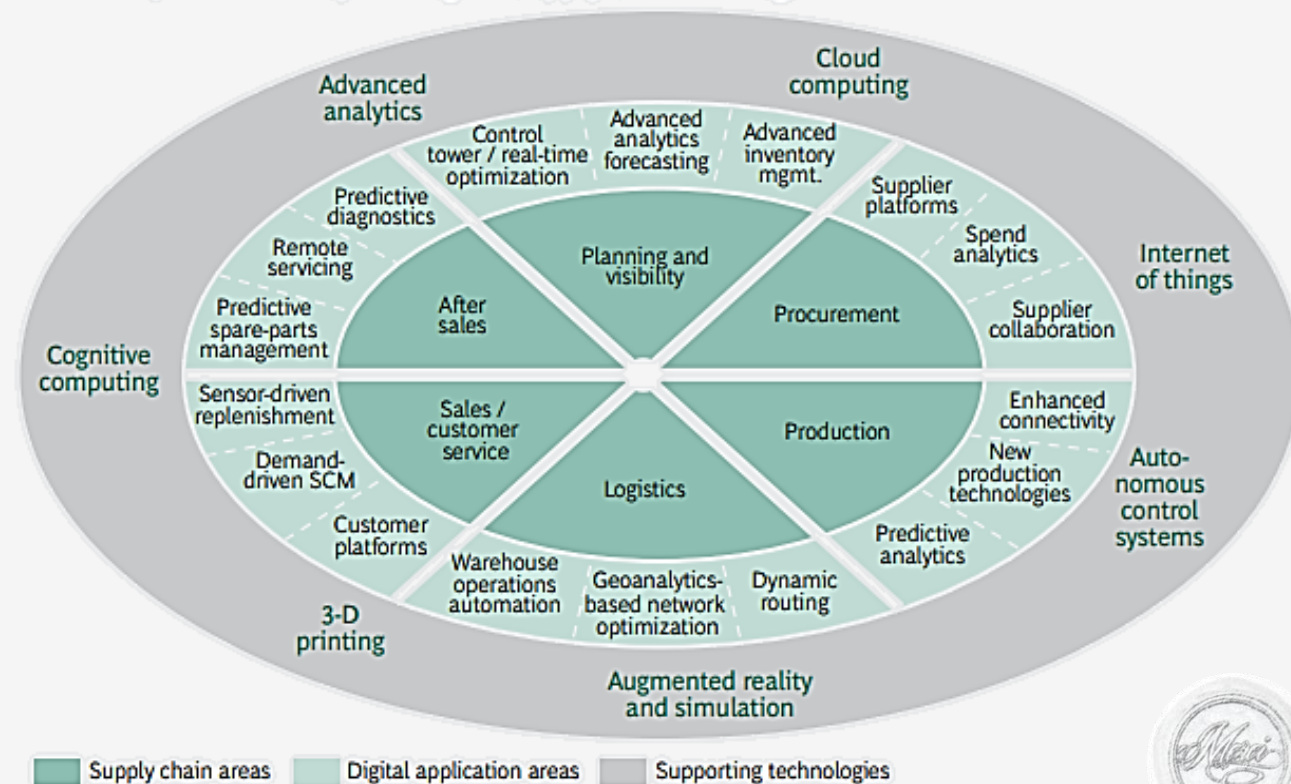 Advanced
analytics
Cloud
computing
Control
tower / real-time
optimization
Advanced
analytics
forecasting
Advanced
inventory
mgmt.
Predictive
diagnostics
Supplier
platforms
Remote
servicing
Spend
analytics
Planning and
visibility
Internet
of things
Predictive
spare-parts
management
After
sales
Procurement
Supplier
collaboration
Cognitive
computing
Sensor-driven
replenishment
Sales /
customer
service
Production
Enhanced
connectivity
Demand-
driven SCM
Logistics
New
production
technologies
Auto-
nomous
control
systems
Customer
platforms
Predictive
analytics
Warehouse
operations
automation
Geoanalytics-
based network
optimization
Dynamic
routing
3-D
printing
Augmented reality
and simulation
Supply chain areas
Digital application areas
Supporting technologies